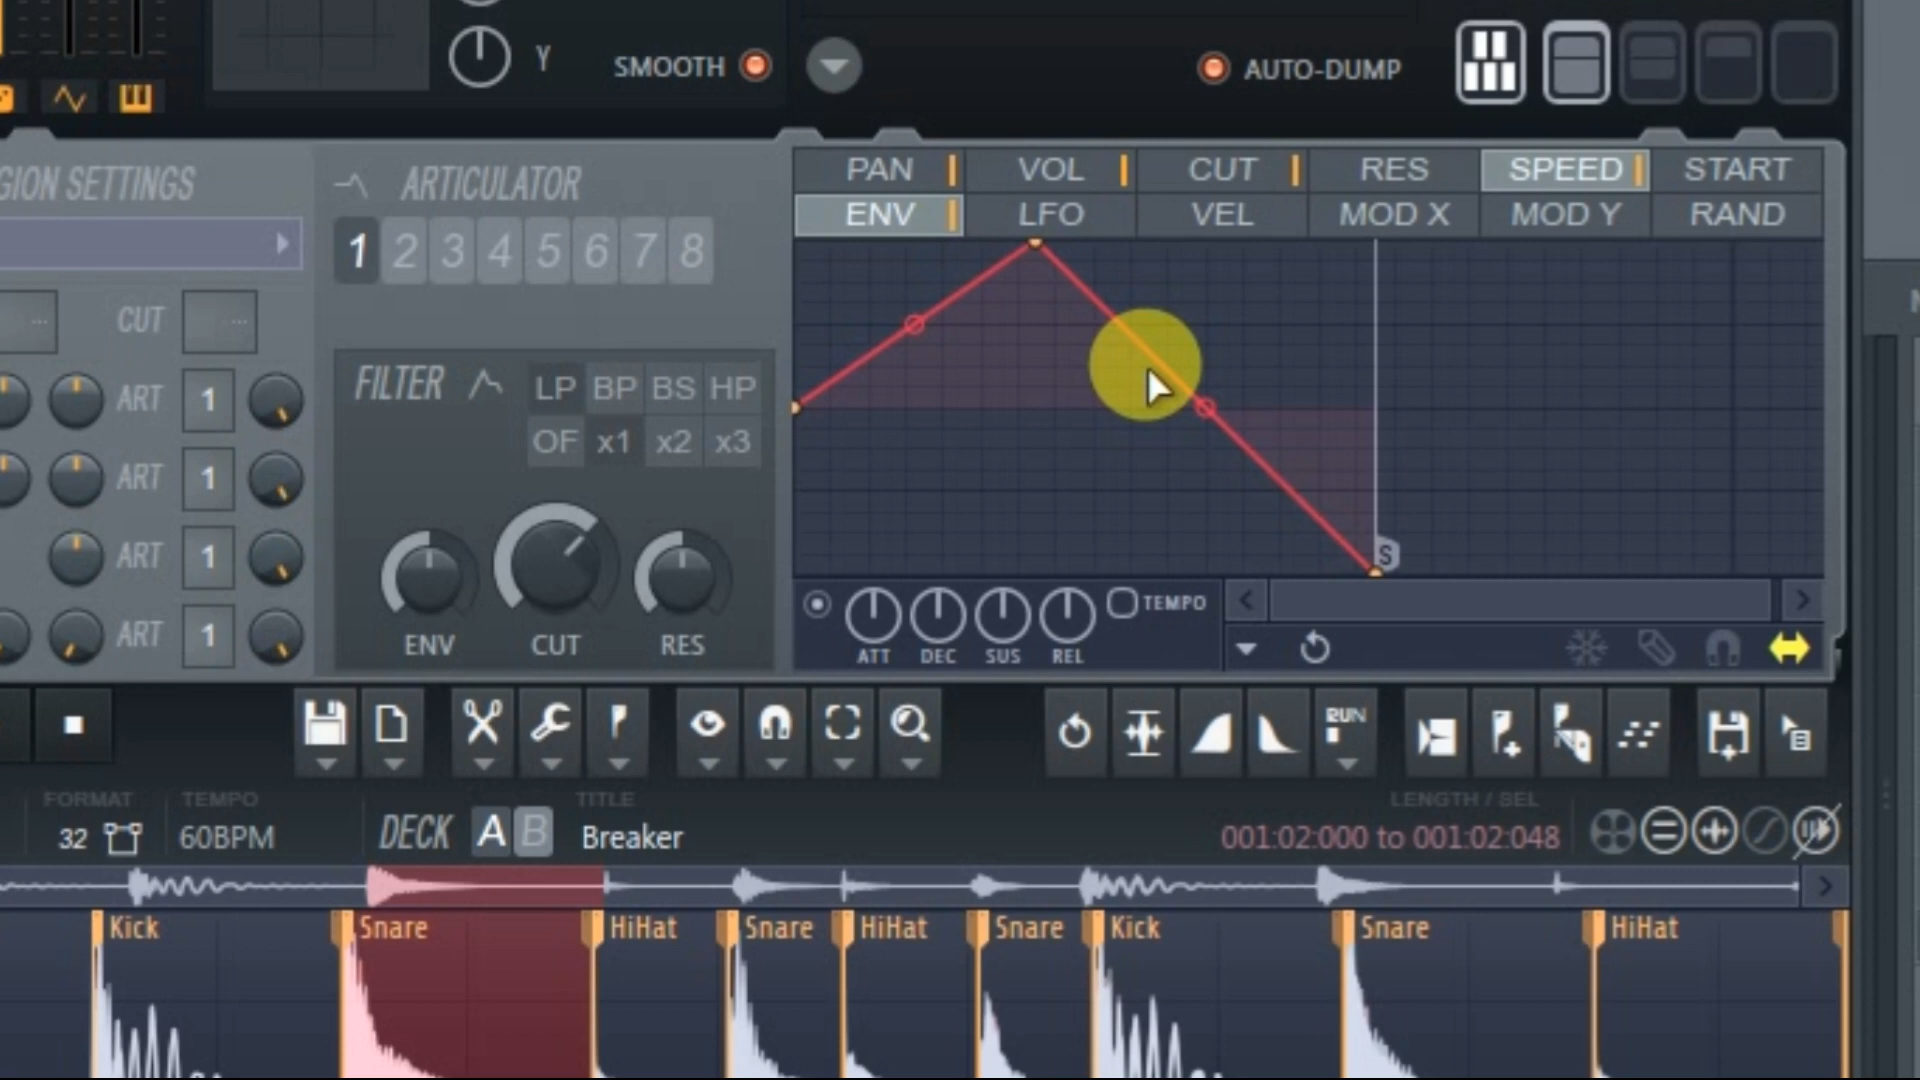 Y
SMOOTH
AUTO-DUMP
GION SETTINGS
ARTICULATOR
PAN VOL CUT RES SPEED START
ENV LFO VEL MOD X MOD Y RAND
1 2 3 4 5 6 7 8
CUT
FILTER LP BP BS HP
OF x1 x2 x3
ART 1
ART 1
ART 1
ART 1
ENV CUT RES
S
ATT DEC SUS REL
TEMPO
RUN
FORMAT TEMPO TITLE LENGTH / SEL
32 60BPM DECK A B Breaker 001:02:000 to 001:02:048
Kick Snare HiHat Snare HiHat Snare Kick Snare HiHat